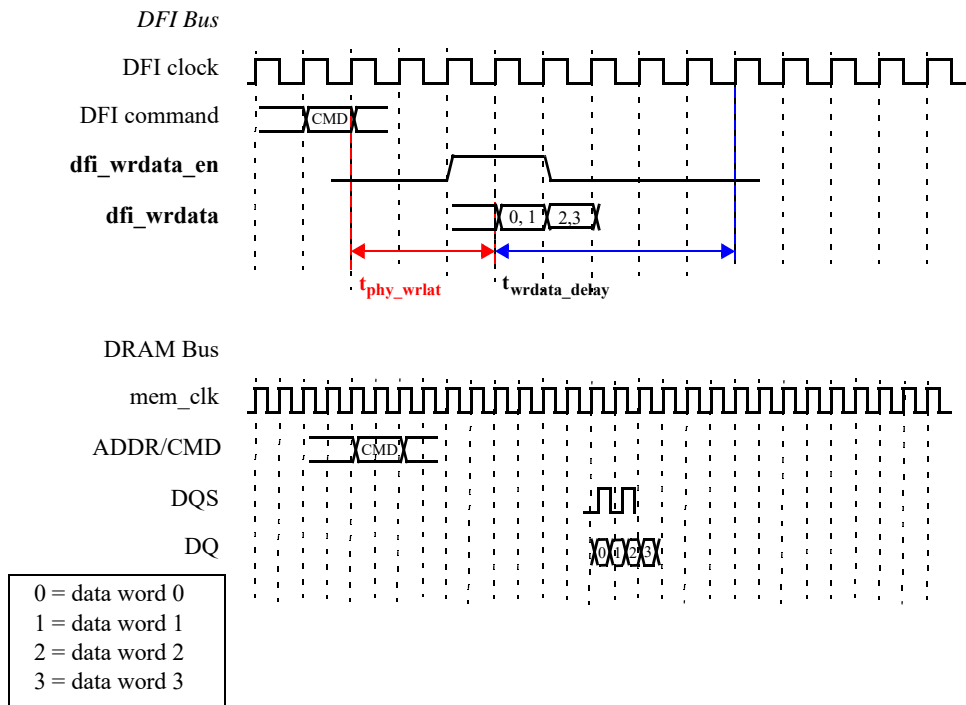 DFI Bus
DFI clock
DFI command
CMD
dfi_wrdata_en
dfi_wrdata
0, 1
2,3
tphy_wrlat
twrdata_delay
DRAM Bus
mem_clk
ADDR/CMD
CMD
DQS
DQ
0 1 2 3
0 = data word 0
1 = data word 1
2 = data word 2
3 = data word 3